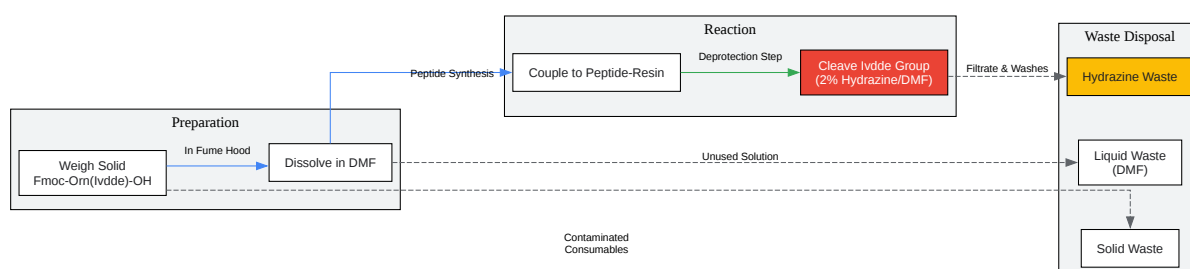 Reaction
Waste Disposal
Peptide Synthesis
Couple to Peptide-Resin
Deprotection Step
Cleave Ivdde Group
(2% Hydrazine/DMF)
Filtrate & Washes
Hydrazine Waste
Preparation
Weigh Solid
Fmoc-Orn(Ivdde)-OH
In Fume Hood
Dissolve in DMF
Unused Solution
Liquid Waste
(DMF)
Contaminated
Consumables
Solid Waste